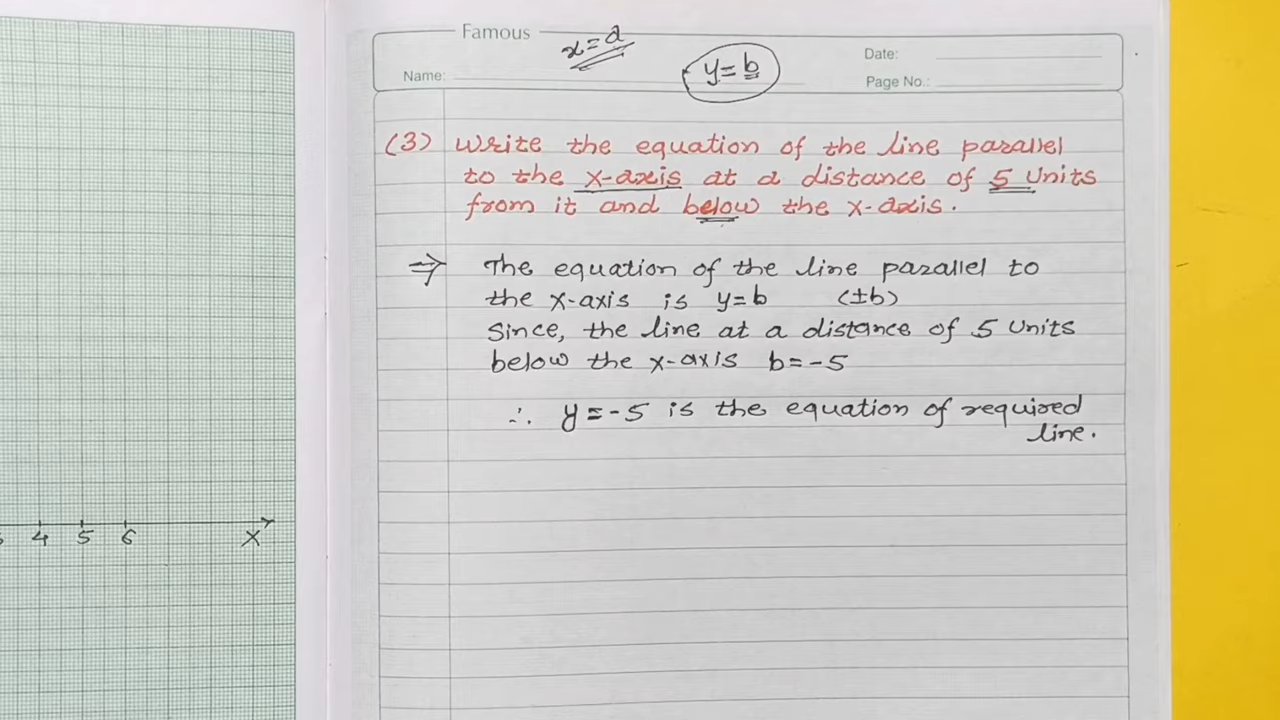 Famous
x=a
y=b
Date:
Name:
Page No.:
(3) Write the equation of the line parallel
to the x-axis at a distance of 5 Units
from it and below the x-axis.
⇒ The equation of the line parallel to
the x-axis is y=b (±b)
Since, the line at a distance of 5 Units
below the x-axis b=-5
∴ y=-5 is the equation of required
line.
4 5 6 X